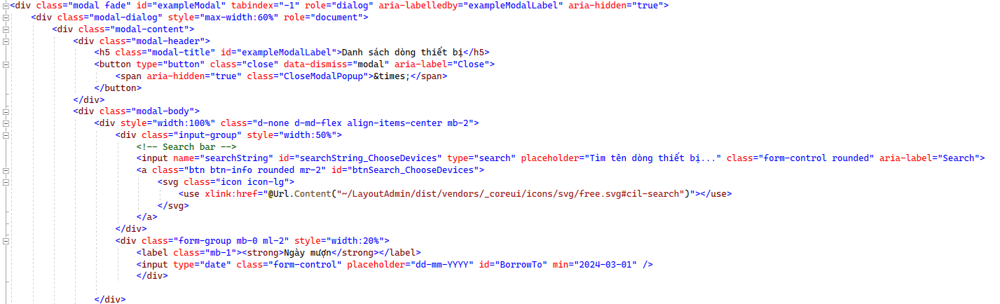 <div class="modal fade" id="exampleModal" tabindex="-1" role="dialog" aria-labelledby="exampleModalLabel" aria-hidden="true">
<div class="modal-dialog" style="max-width:60%" role="document">
<div class="modal-content">
<div class="modal-header">
<h5 class="modal-title" id="exampleModalLabel">Danh sách dòng thiết bị</h5>
<button type="button" class="close" data-dismiss="modal" aria-label="Close">
<span aria-hidden="true" class="CloseModalPopup">&times;</span>
</button>
</div>
<div class="modal-body">
<div style="width:100%" class="d-none d-md-flex align-items-center mb-2">
<div class="input-group" style="width:50%">
<!-- Search bar -->
<input name="searchString" id="searchString_ChooseDevices" type="search" placeholder="Tìm tên dòng thiết bị..." class="form-control rounded" aria-label="Search">
<a class="btn btn-info rounded mr-2" id="btnSearch_ChooseDevices">
<svg class="icon icon-lg">
<use xlink:href="@Url.Content("~/LayoutAdmin/dist/vendors/_coreui/icons/svg/free.svg#cil-search")"></use>
</svg>
</a>
</div>
<div class="form-group mb-0 ml-2" style="width:20%">
<label class="mb-1"><strong>Ngày mượn</strong></label>
<input type="date" class="form-control" placeholder="dd-mm-YYYY" id="BorrowTo" min="2024-03-01" />
</div>
</div>